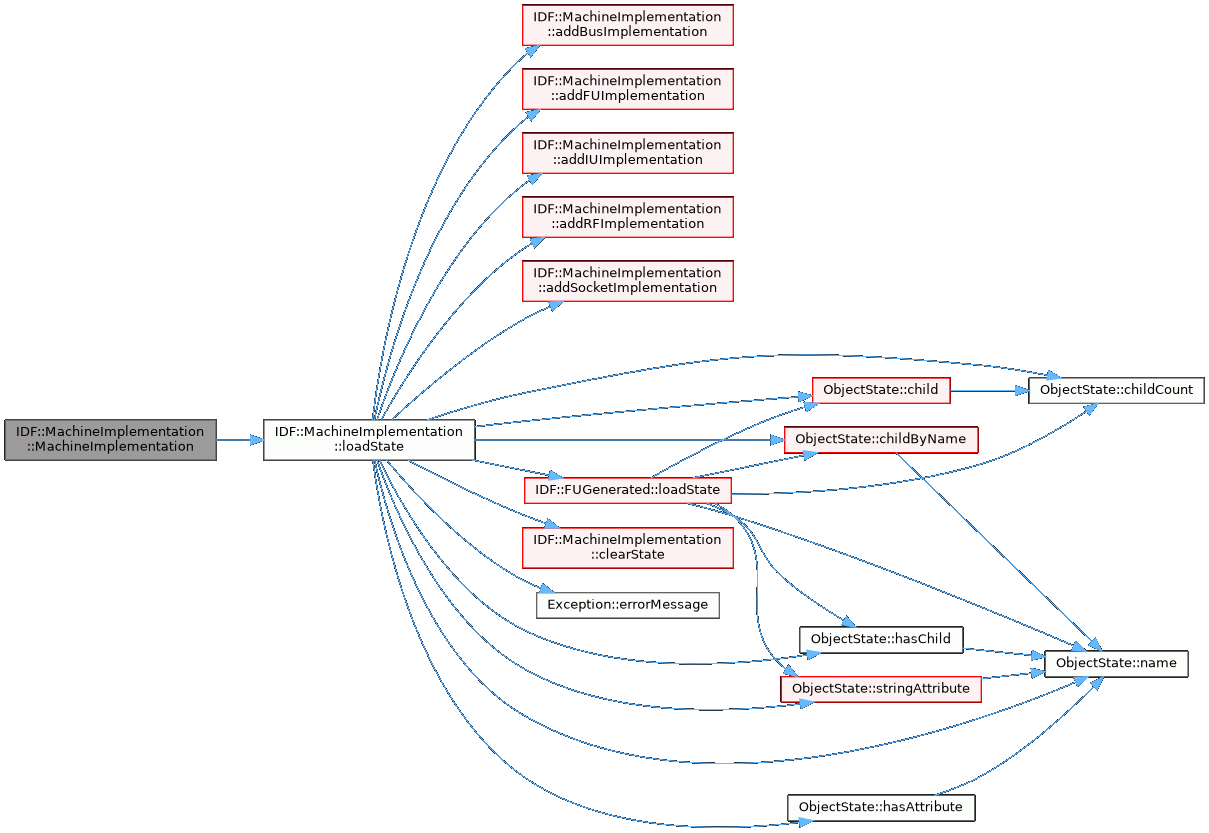 IDF::MachineImplementation
::addBusImplementation
IDF::MachineImplementation
::addFUImplementation
IDF::MachineImplementation
::addIUImplementation
IDF::MachineImplementation
::addRFImplementation
IDF::MachineImplementation
::addSocketImplementation
ObjectState::child
ObjectState::childCount
IDF::MachineImplementation
::MachineImplementation
IDF::MachineImplementation
::loadState
ObjectState::childByName
IDF::FUGenerated::loadState
IDF::MachineImplementation
::clearState
Exception::errorMessage
ObjectState::hasChild
ObjectState::name
ObjectState::stringAttribute
ObjectState::hasAttribute